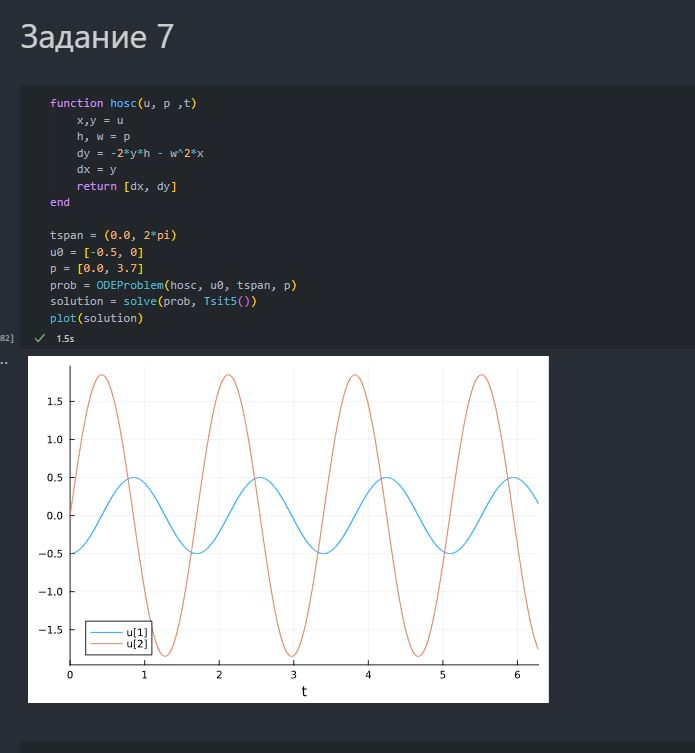 Задание 7
function hosc(u, p ,t)
x,y = u
h, w = p
dy = -2*y*h - w^2*x
dx = y
return [dx, dy]
end
tspan = (0.0, 2*pi)
u0 = [-0.5, 0]
p = [0.0, 3.7]
prob = ODEProblem(hosc, u0, tspan, p)
solution = solve(prob, Tsit5())
plot(solution)
82]
1.5s
..
1.5
1.0
0.5
0.0
−0.5
−1.0
−1.5
u[1]
u[2]
0 1 2 3 4 5 6
t